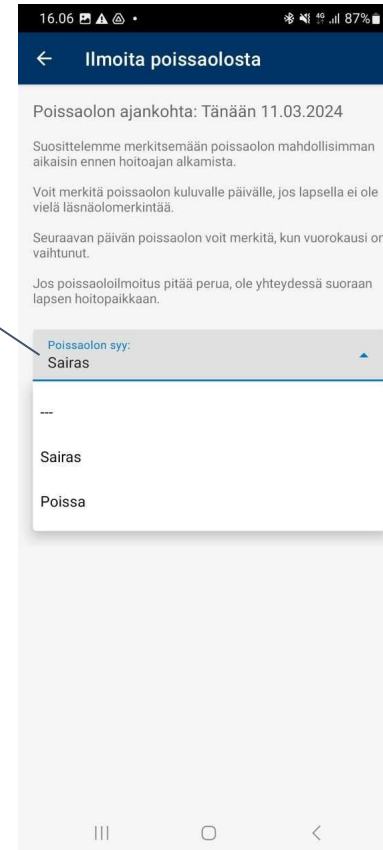 16.06 4G 87%
Ilmoita poissaolosta
Poissaolon ajankohta: Tänään 11.03.2024
Suosittelemme merkitsemään poissaolon mahdollisimman
aikaisin ennen hoitoajan alkamista.
Voit merkitä poissaolon kuluvalle päivälle, jos lapsella ei ole
vielä läsnäolomerkintää.
Seuraavan päivän poissaolon voit merkitä, kun vuorokausi on
vaihtunut.
Jos poissaoloilmoitus pitää perua, ole yhteydessä suoraan
lapsen hoitopaikkaan.
Poissaolon syy:
Sairas
---
Sairas
Poissa